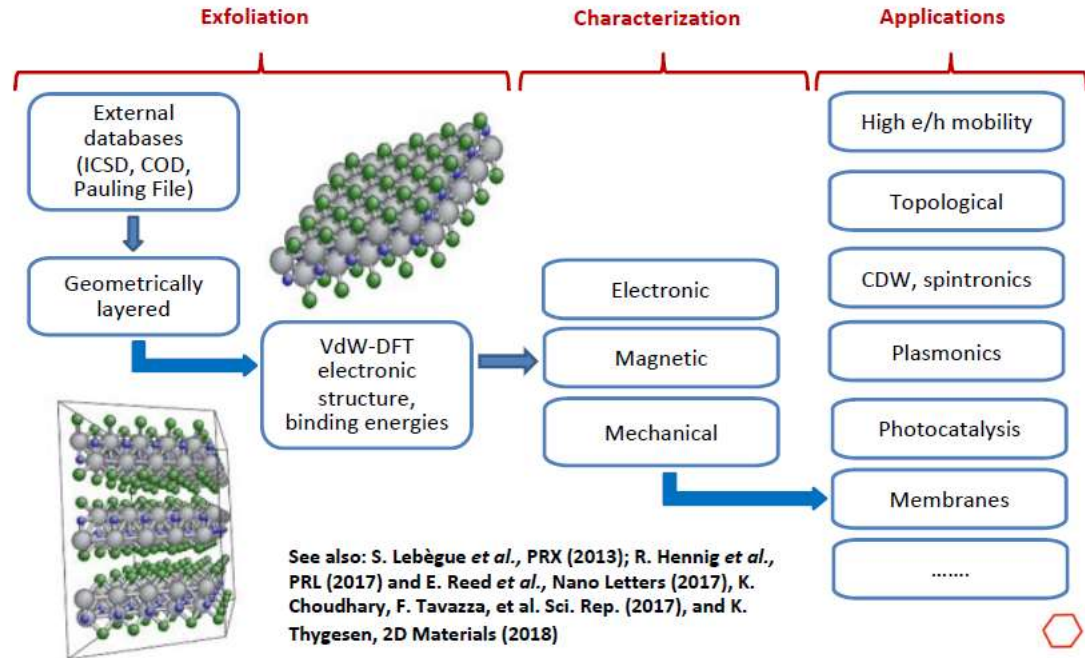 Exfoliation
Characterization
Applications
External
databases
(ICSD, COD,
Pauling File)
Geometrically
layered
VdW-DFT
electronic
structure,
binding energies
Electronic
Magnetic
Mechanical
High e/h mobility
Topological
CDW, spintronics
Plasmonics
Photocatalysis
Membranes
.......
See also: S. Lebègue et al., PRX (2013); R. Hennig et al.,
PRL (2017) and E. Reed et al., Nano Letters (2017), K.
Choudhary, F. Tavazza, et al. Sci. Rep. (2017), and K.
Thygesen, 2D Materials (2018)